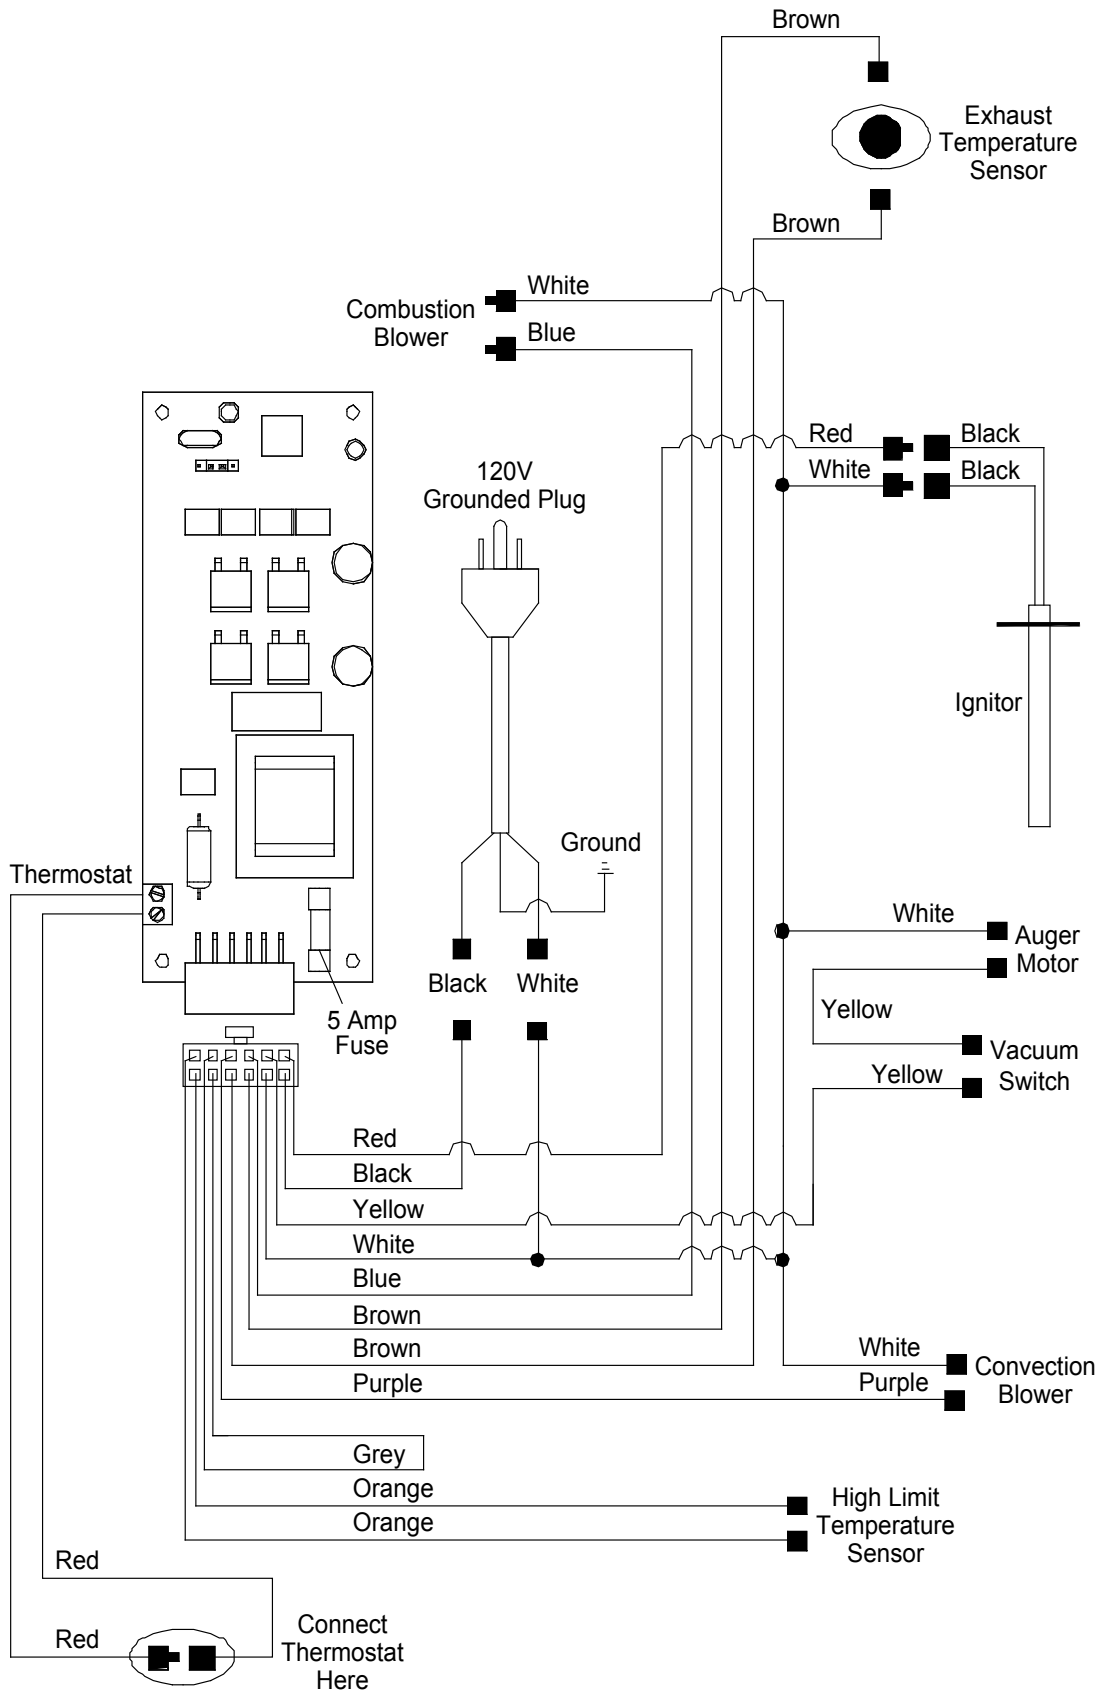 Brown
Exhaust
Temperature
Sensor
Brown
White
Combustion
Blower
Blue
Red
Black
White
Black
120V
Grounded Plug
Ignitor
Ground
Thermostat
White
Auger
Motor
Black
White
Yellow
5 Amp
Fuse
Vacuum
Switch
Yellow
Red
Black
Yellow
White
Blue
Brown
Brown
White
Convection
Blower
Purple
Purple
Grey
Orange
High Limit
Temperature
Sensor
Orange
Red
Red
Connect
Thermostat
Here